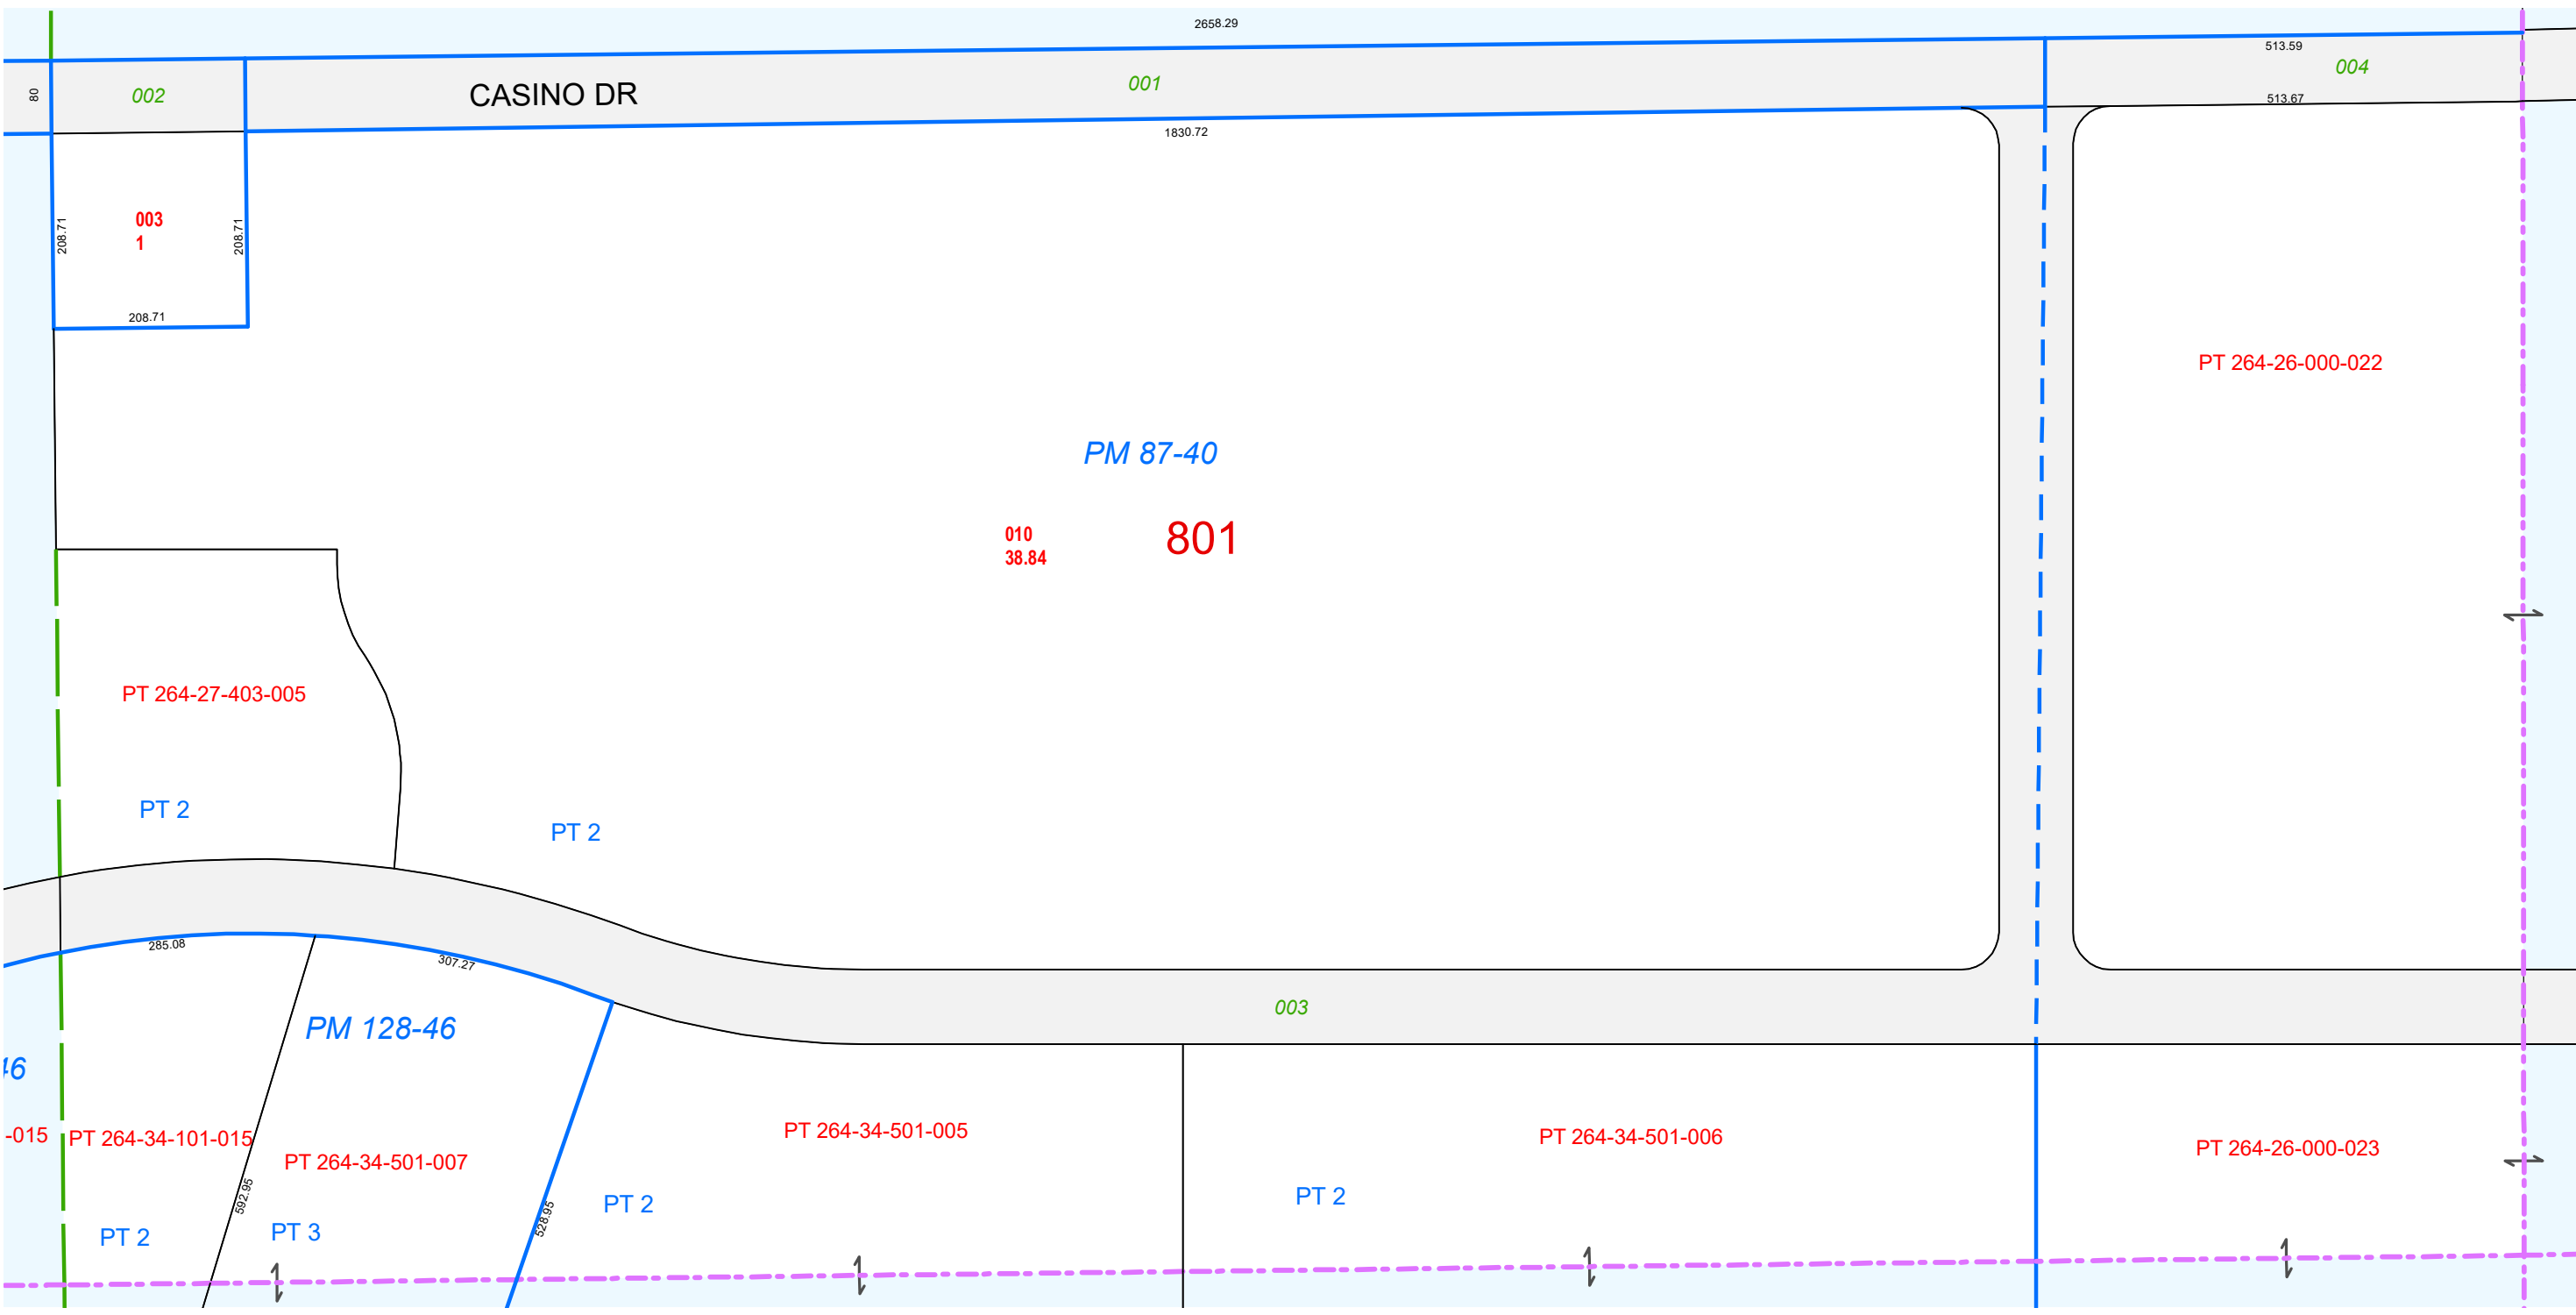 2658.29
513.59
004
001
CASINO DR
002
80
513.67
1830.72
003
1
208.71
208.71
208.71
PT 264-26-000-022
PM 87-40
010
38.84
801
PT 264-27-403-005
PT 2
PT 2
285.08
307.27
003
PM 128-46
46
-015
PT 264-34-101-015
PT 264-34-501-007
PT 264-34-501-005
PT 264-34-501-006
PT 264-26-000-023
592.95
528.95
PT 2
PT 3
PT 2
PT 2